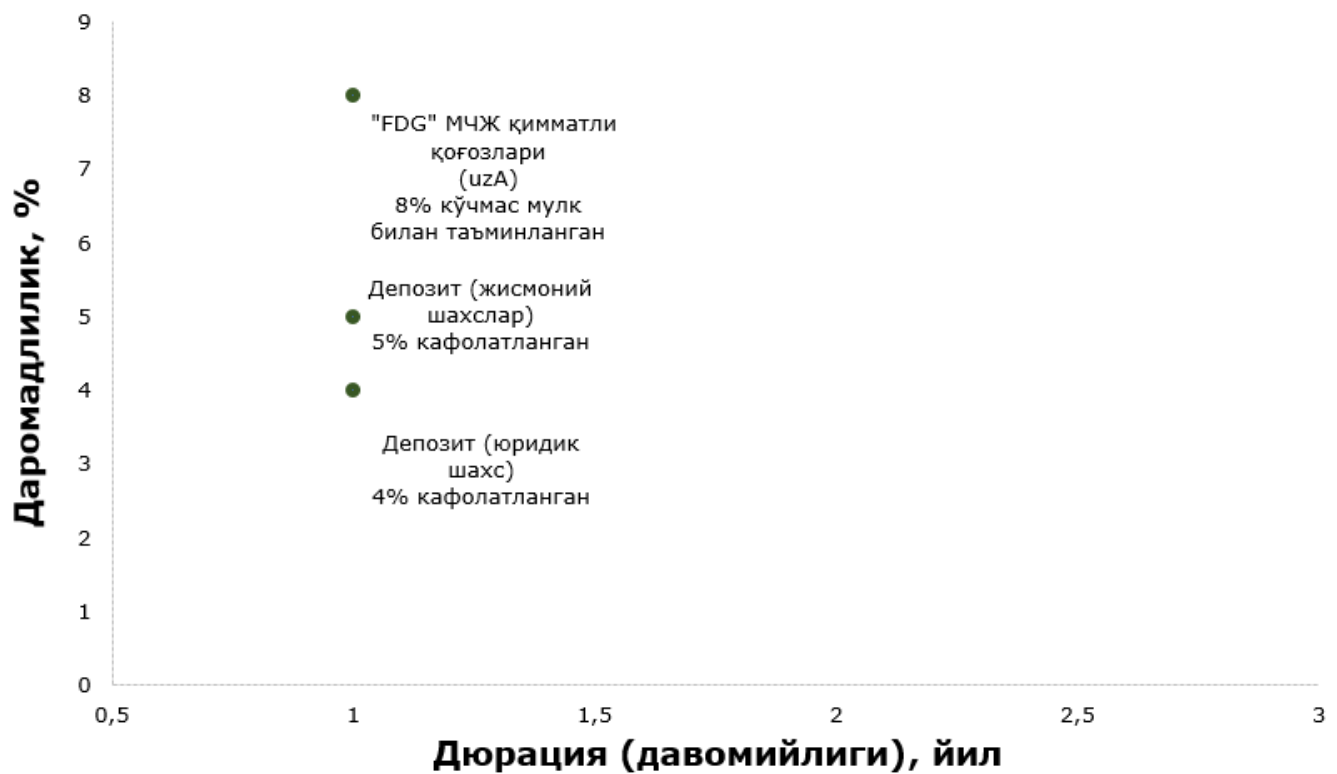 9
8
"FDG" МЧЖ қимматли
қоғозлари
(uzA)
8% кўчмас мулк
билан таъминланган
7
6
Депозит (жисмоний
шахслар)
5% кафолатланган
5
4
Депозит (юридик
шахс)
4% кафолатланган
3
2
1
0
Даромадлилик, %
0,5 1 1,5 2 2,5 3
Дюрация (давомийлиги), йил